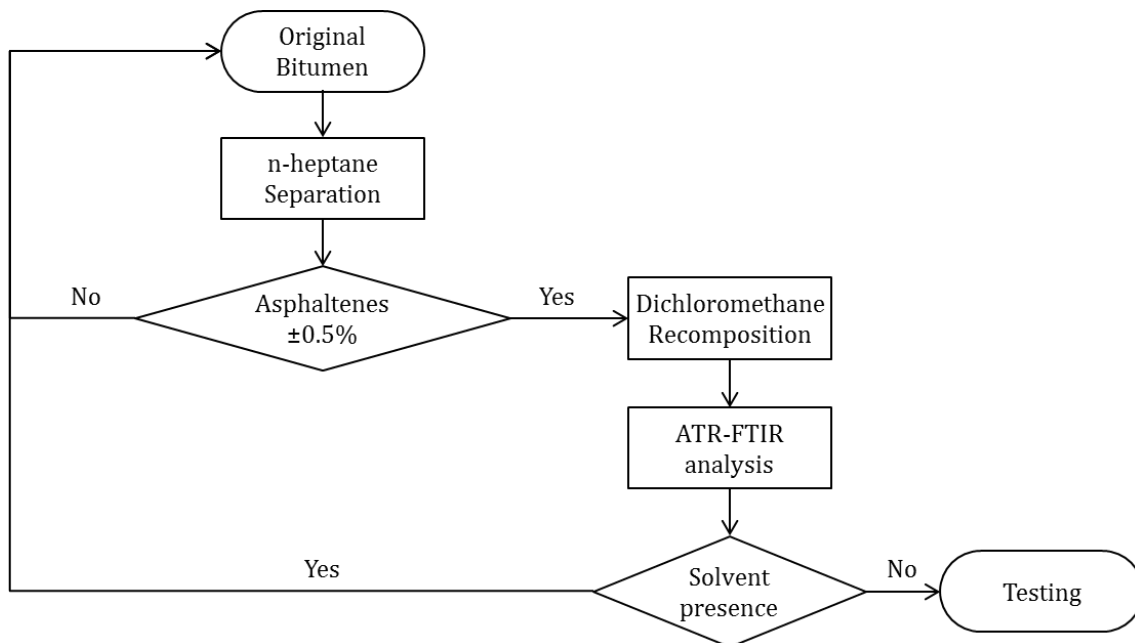 Original
Bitumen
n-heptane
Separation
No
Asphaltenes
±0.5%
Yes
Dichloromethane
Recomposition
ATR-FTIR
analysis
Yes
Solvent
presence
No
Testing